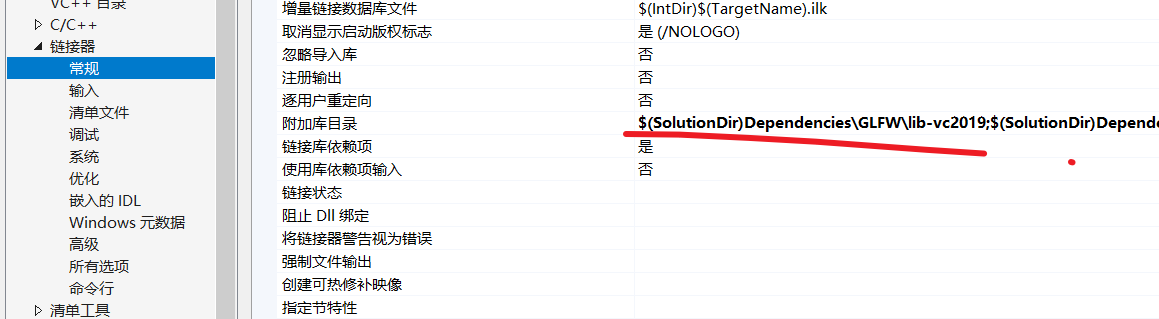 VC++ 目录
C/C++
链接器
常规
输入
清单文件
调试
系统
优化
嵌入的 IDL
Windows 元数据
高级
所有选项
命令行
清单工具
增量链接数据库文件 $(IntDir)$(TargetName).ilk
取消显示启动版权标志 是 (/NOLOGO)
忽略导入库 否
注册输出 否
逐用户重定向 否
附加库目录 $(SolutionDir)Dependencies\GLFW\lib-vc2019;$(SolutionDir)Depend
链接库依赖项 是
使用库依赖项输入 否
链接状态
阻止 Dll 绑定
将链接器警告视为错误
强制文件输出
创建可热修补映像
指定节特性